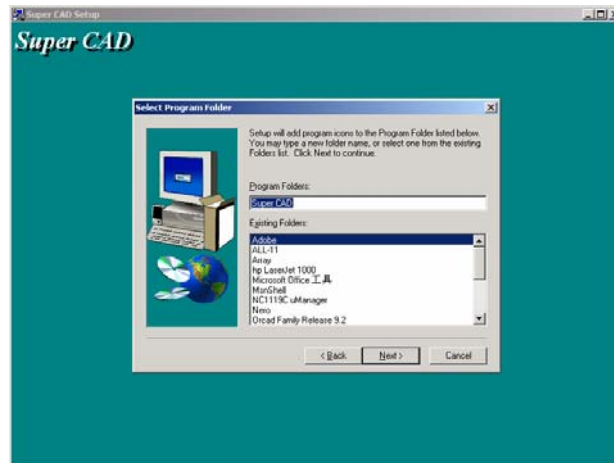 Super CAD Setup
Super CAD
Select Program Folder
Setup will add program icons to the Program Folder listed below.
You may type a new folder name, or select one from the existing
Folders list. Click Next to continue.
Program Folders:
Super CAD
Existing Folders:
Adobe
ALL-11
Array
hp LaserJet 1000
Microsoft Office 工具
MsnShell
NC1119C uManager
Nero
Orcad Family Release 9.2
< Back
Next >
Cancel